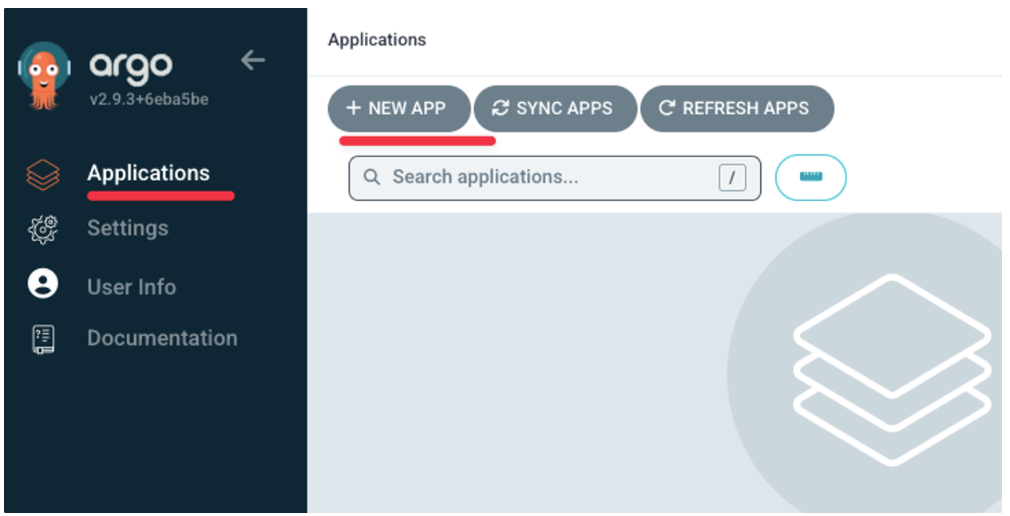 argo
v2.9.3+6eba5be
Applications
Settings
User Info
Documentation
Applications
+ NEW APP SYNC APPS REFRESH APPS
Search applications... /